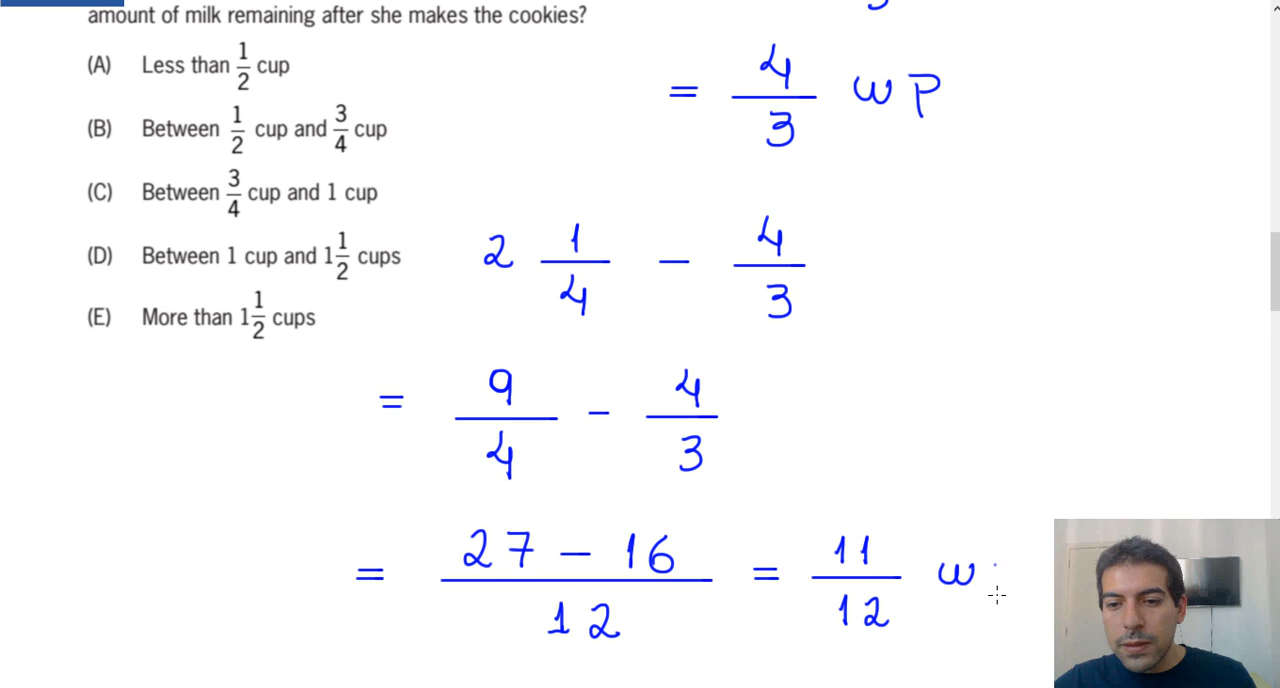 amount of milk remaining after she makes the cookies?
(A) Less than 1/2 cup
(B) Between 1/2 cup and 3/4 cup
(C) Between 3/4 cup and 1 cup
(D) Between 1 cup and 1 1/2 cups
(E) More than 1 1/2 cups
= 4/3 WP
2 1/4 - 4/3
= 9/4 - 4/3
= 27 - 16/12 = 11/12 W